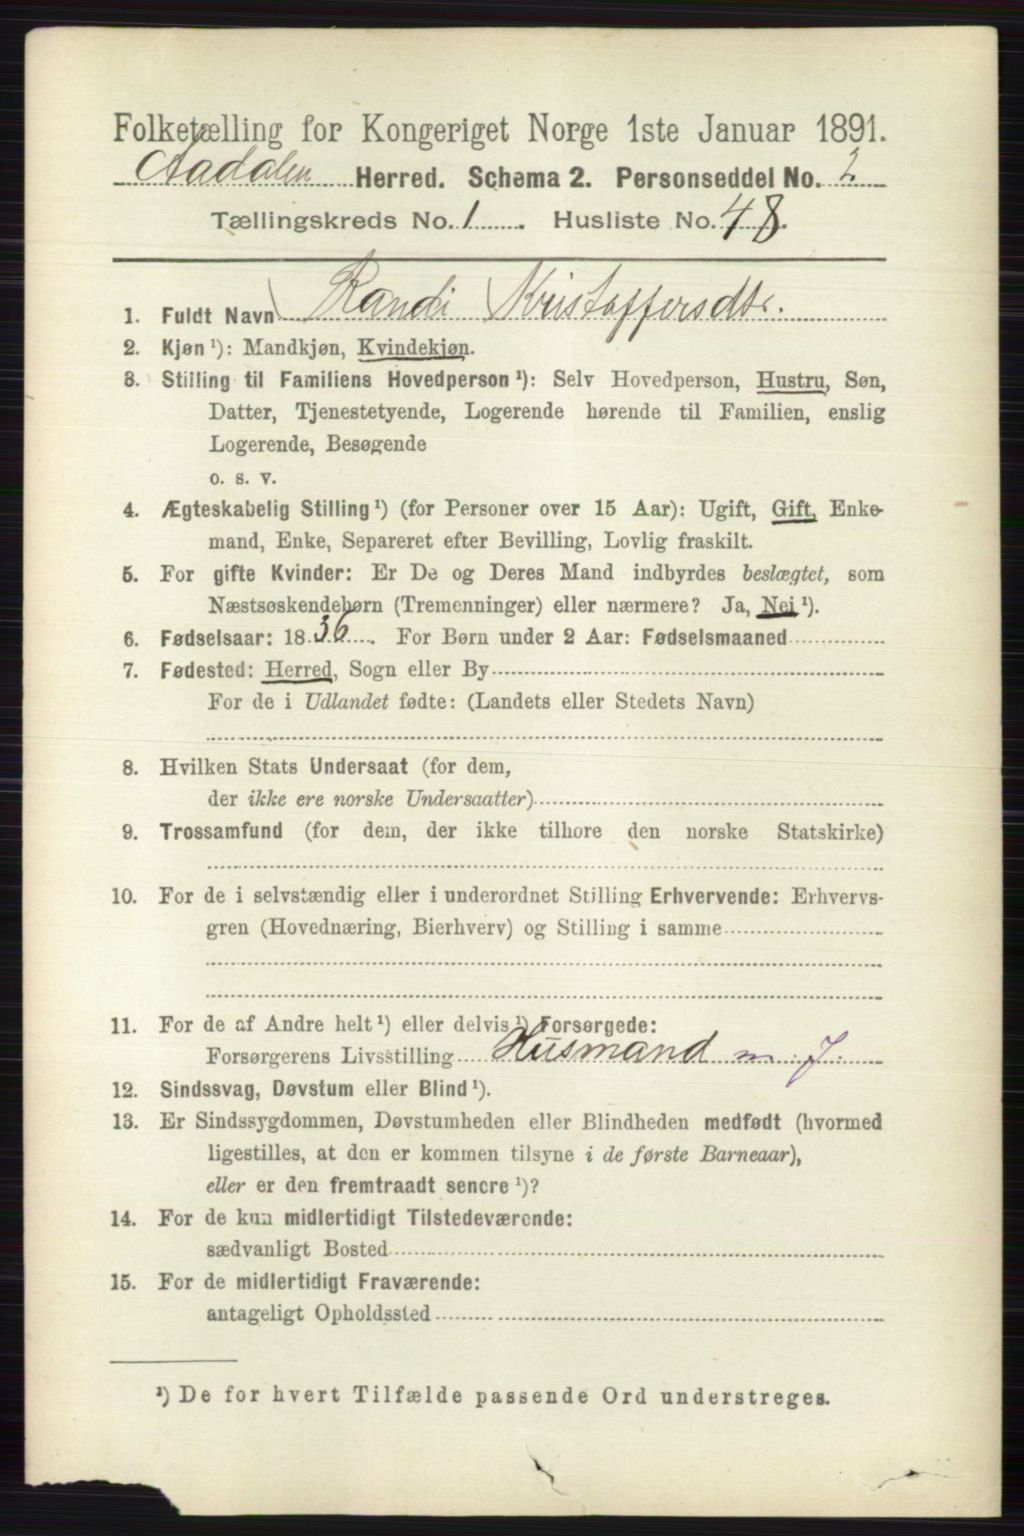 Folketælling for Kongeriget Norge 1ste Januar 1891.
Aadalen Herred. Schema 2. Personseddel No. 2
Tællingskreds No. 1. Husliste No. 48.
1. Fuldt Navn Randi Kristoffersdtr.
2. Kjøn ¹): Mandkjøn, Kvindekjøn.
3. Stilling til Familiens Hovedperson ¹): Selv Hovedperson, Hustru, Søn,
Datter, Tjenestetyende, Logerende hørende til Familien, enslig
Logerende, Besøgende
o. s. v.
4. Ægteskabelig Stilling ¹) (for Personer over 15 Aar): Ugift, Gift, Enke-
mand, Enke, Separeret efter Bevilling, Lovlig fraskilt.
5. For gifte Kvinder: Er De og Deres Mand indbyrdes beslægtet, som
Næstsøskendebørn (Tremenninger) eller nærmere? Ja, Nei ¹).
6. Fødselsaar: 1836. For Børn under 2 Aar: Fødselsmaaned
7. Fødested: Herred, Sogn eller By
For de i Udlandet fødte: (Landets eller Stedets Navn)
8. Hvilken Stats Undersaat (for dem,
der ikke ere norske Undersaatter)
9. Trossamfund (for dem, der ikke tilhøre den norske Statskirke)
10. For de i selvstændig eller i underordnet Stilling Erhvervende: Erhvervs-
gren (Hovednæring, Bierhverv) og Stilling i samme
11. For de af Andre helt ¹) eller delvis ¹) Forsørgede:
Forsørgerens Livsstilling Husmand m. J.
12. Sindssvag, Døvstum eller Blind ¹).
13. Er Sindssygdommen, Døvstumheden eller Blindheden medfødt (hvormed
ligestilles, at den er kommen tilsyne i de første Barneaar),
eller er den fremtraadt senere ¹)?
14. For de kun midlertidigt Tilstedeværende:
sædvanligt Bosted
15. For de midlertidigt Fraværende:
antageligt Opholdssted
¹) De for hvert Tilfælde passende Ord understreges.